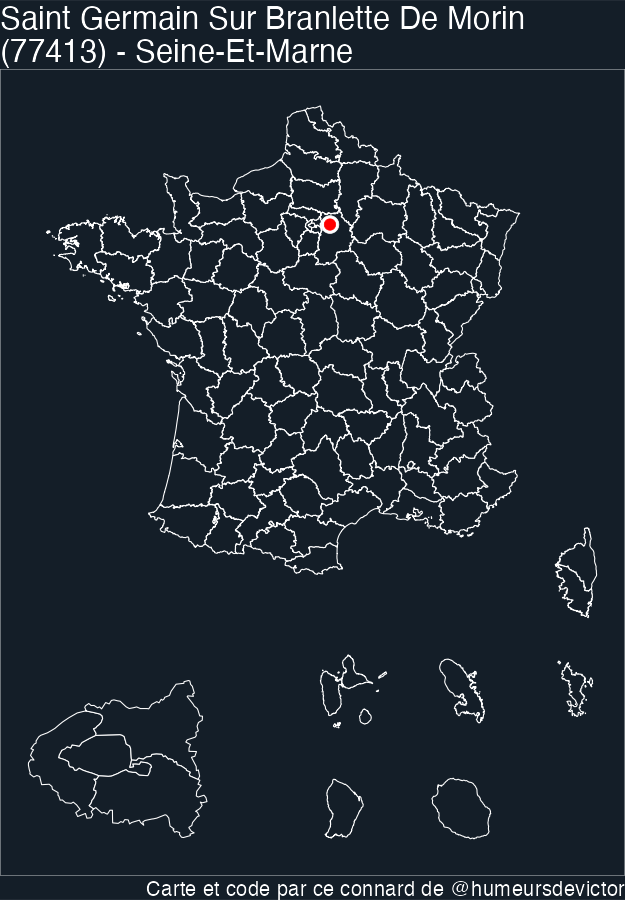 Saint Germain Sur Branlette De Morin
(77413) - Seine-Et-Marne
Carte et code par ce connard de @humeursdevictor